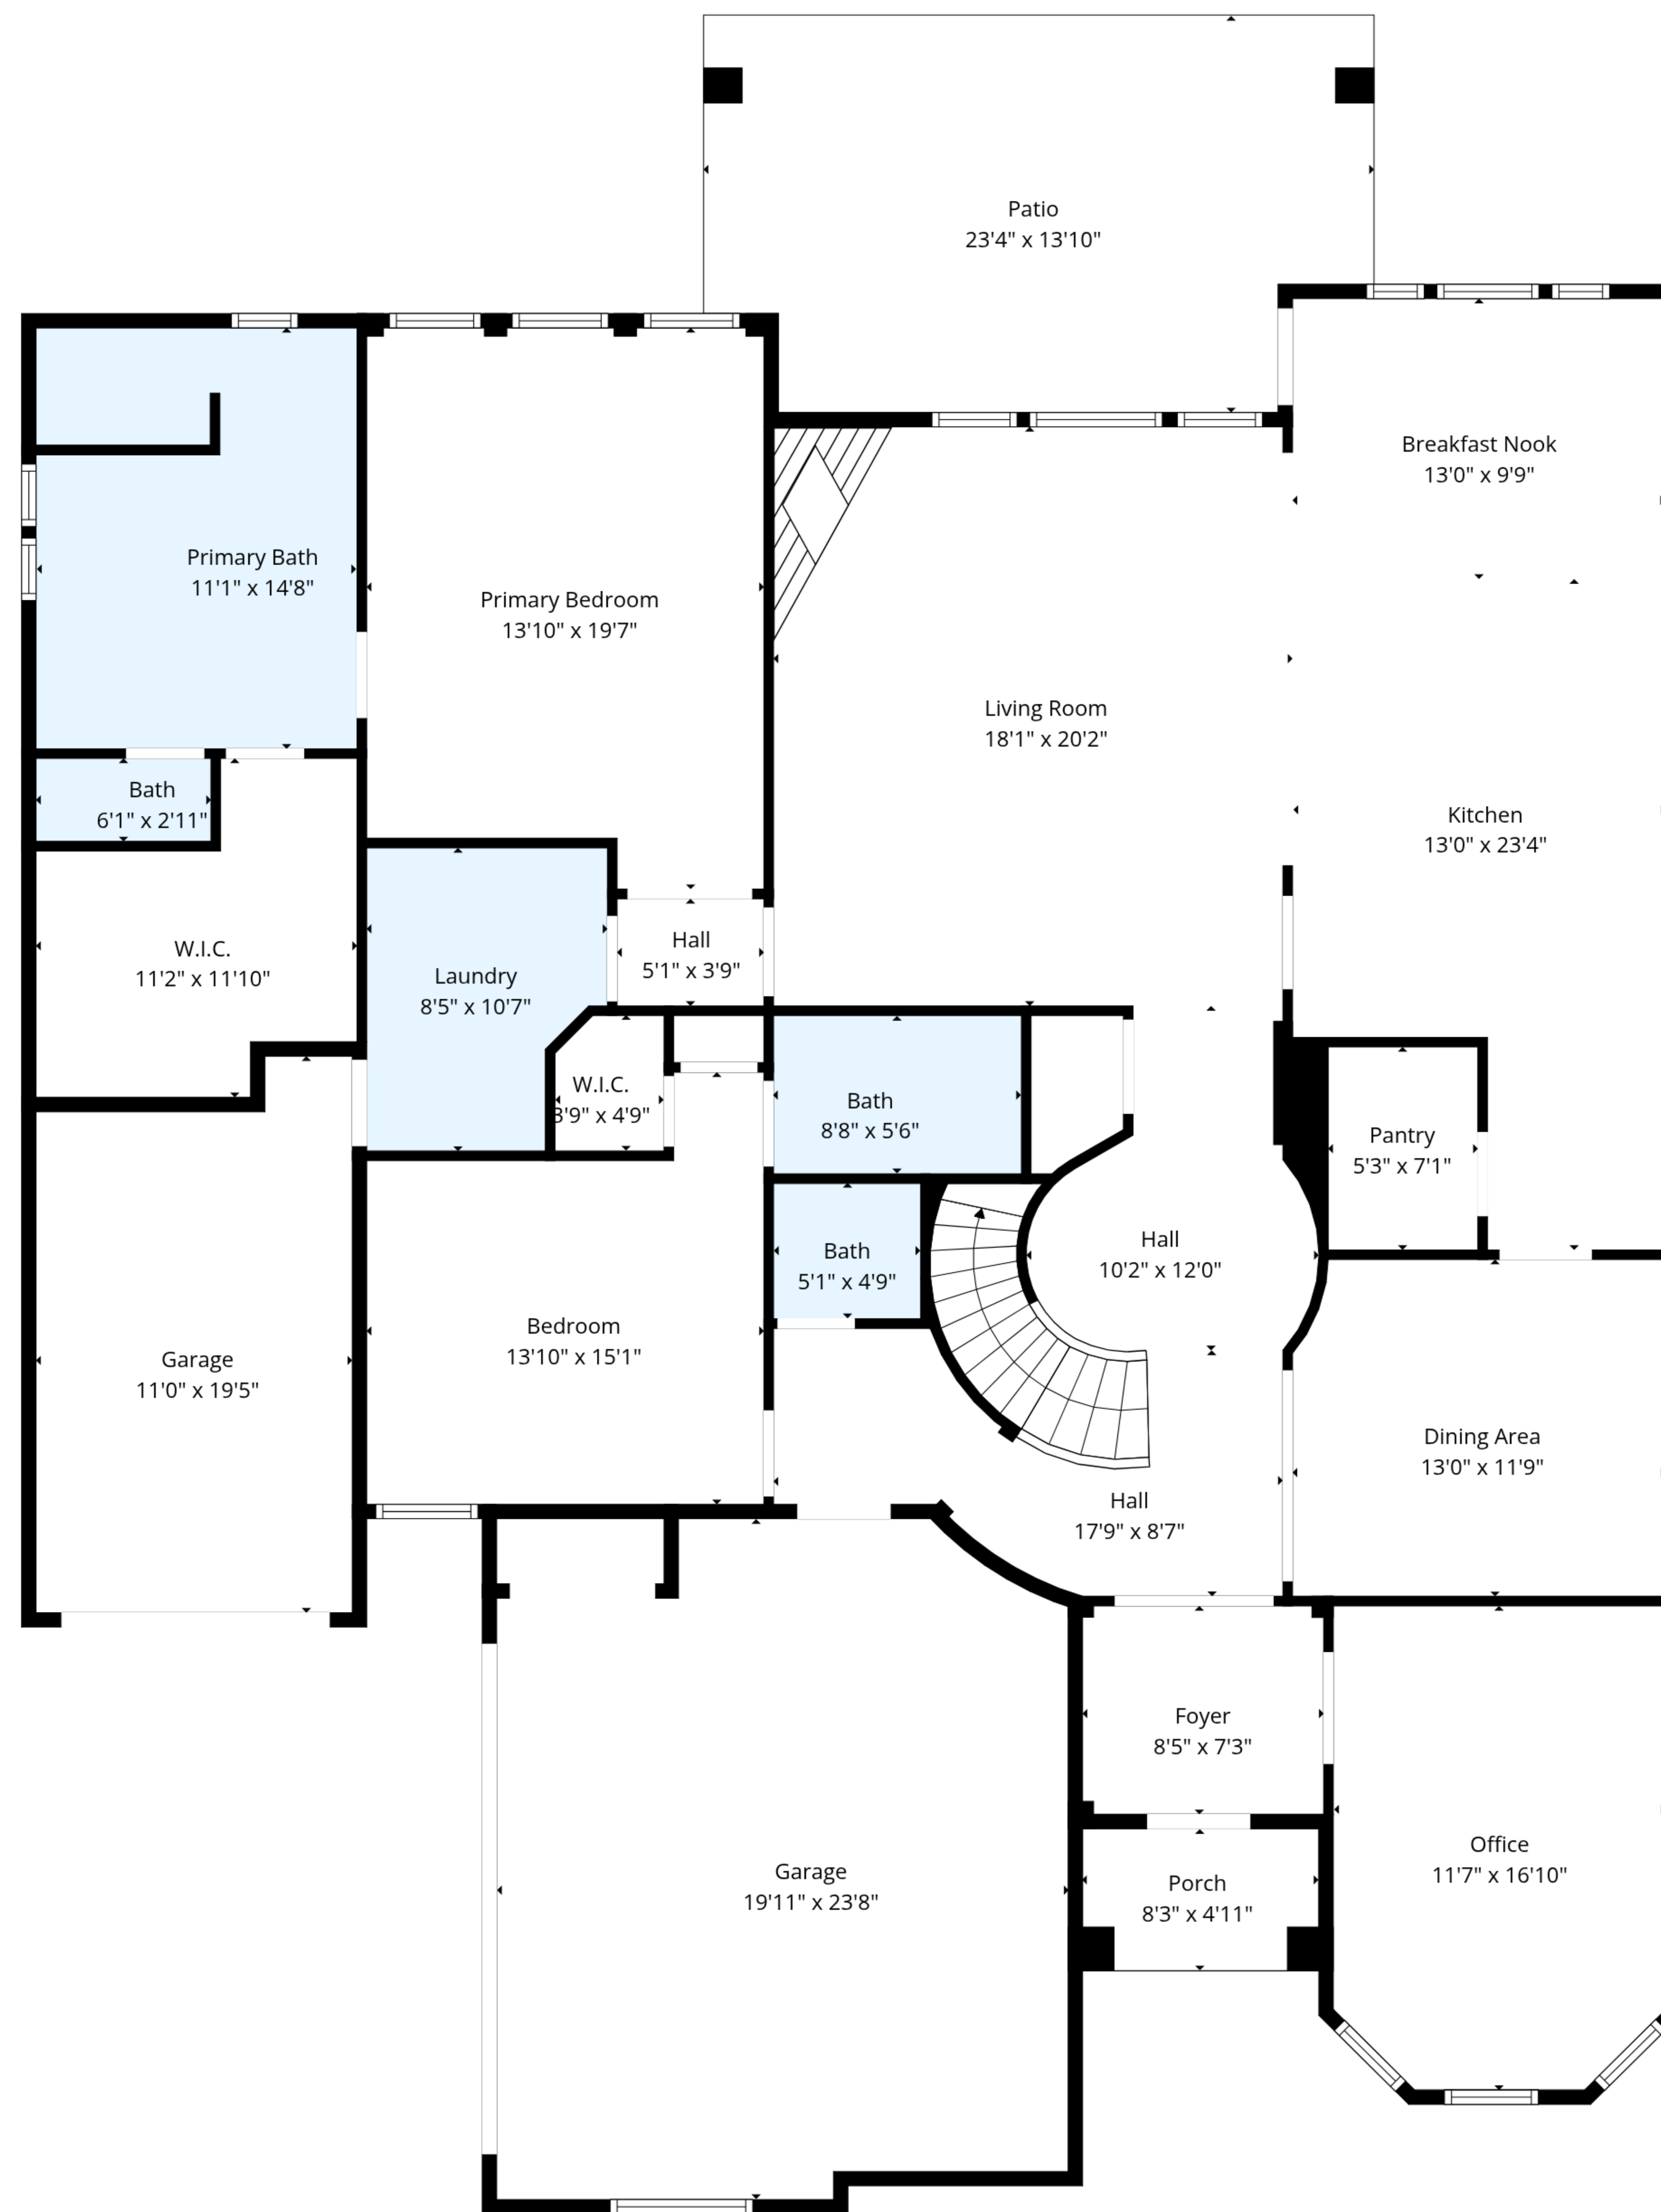 Patio
23'4" x 13'10"
Breakfast Nook
13'0" x 9'9"
Primary Bath
11'1" x 14'8"
Primary Bedroom
13'10" x 19'7"
Living Room
18'1" x 20'2"
Bath
6'1" x 2'11"
Kitchen
13'0" x 23'4"
W.I.C.
11'2" x 11'10"
Laundry
8'5" x 10'7"
Hall
5'1" x 3'9"
W.I.C.
3'9" x 4'9"
Bath
8'8" x 5'6"
Pantry
5'3" x 7'1"
Bath
5'1" x 4'9"
Hall
10'2" x 12'0"
Bedroom
13'10" x 15'1"
Garage
11'0" x 19'5"
Dining Area
13'0" x 11'9"
Hall
17'9" x 8'7"
Foyer
8'5" x 7'3"
Office
11'7" x 16'10"
Garage
19'11" x 23'8"
Porch
8'3" x 4'11"